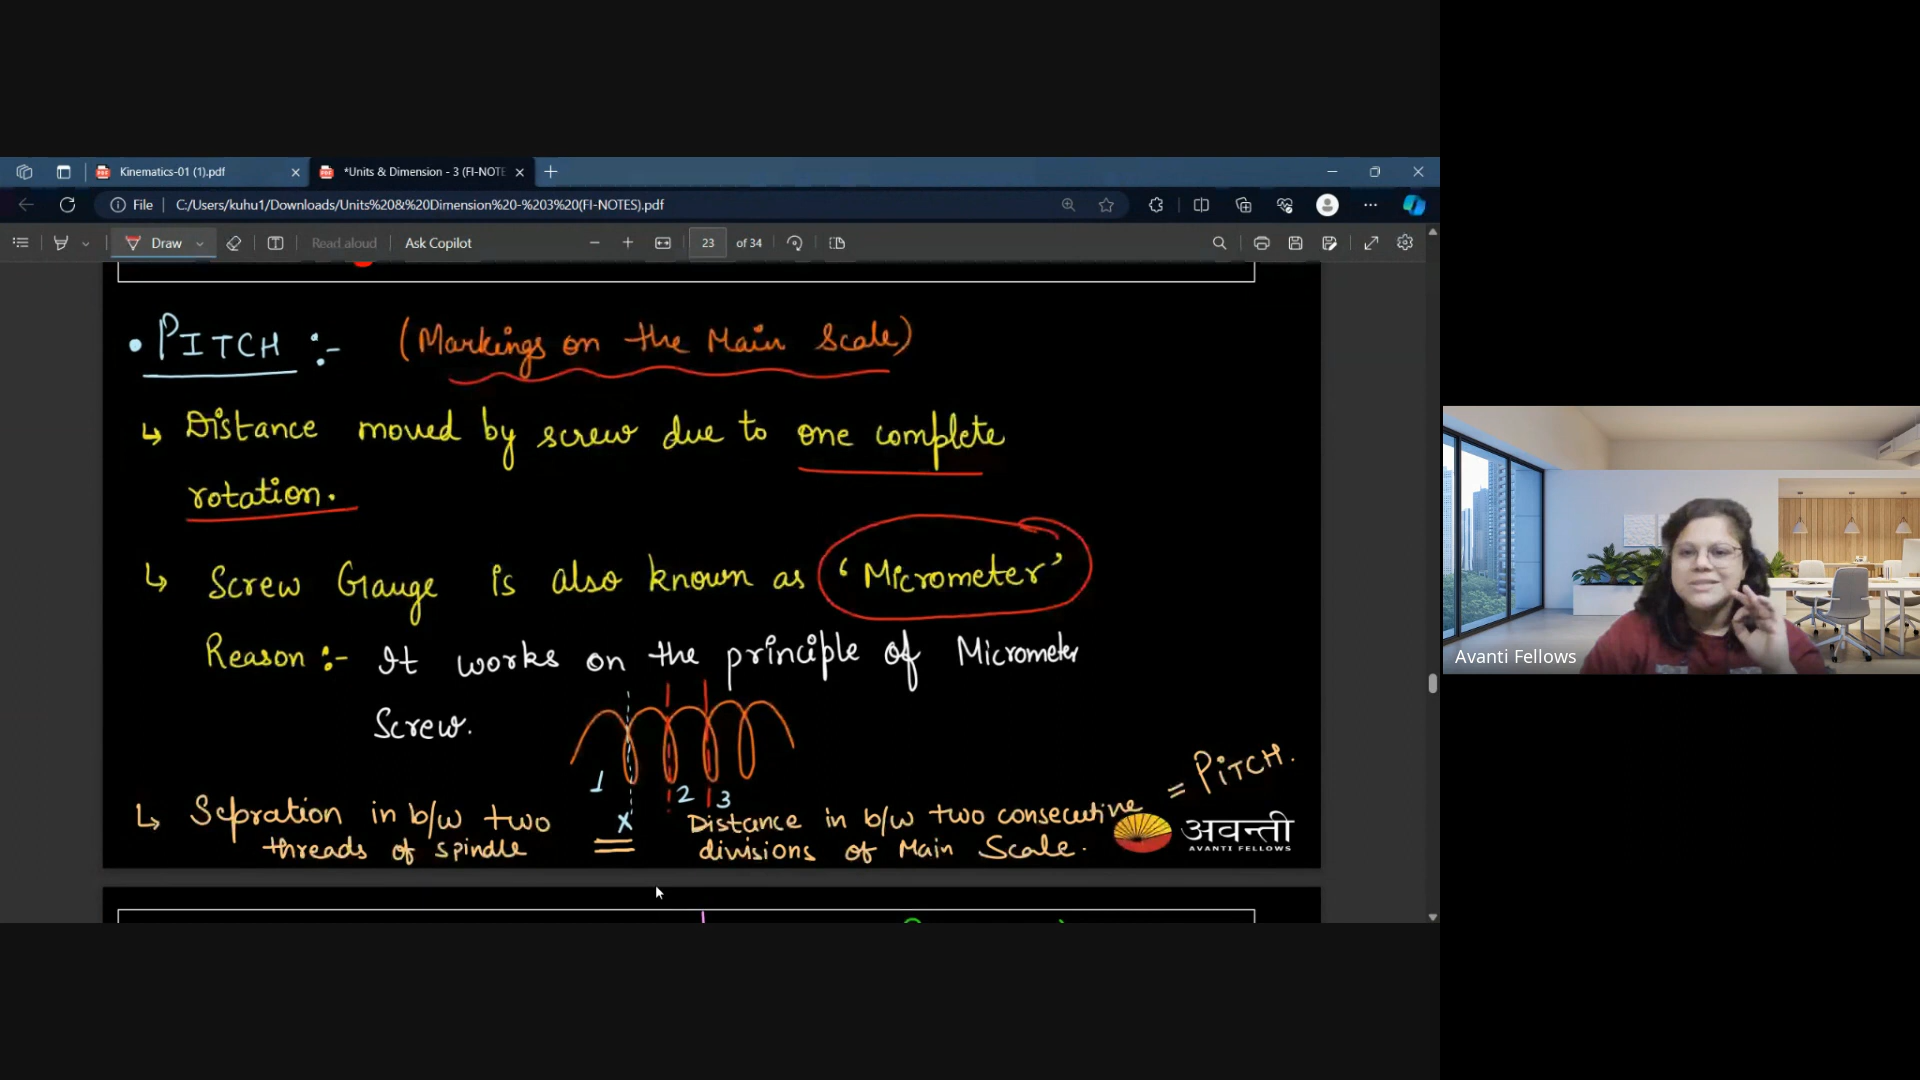 Kinematics-01 (1).pdf
*Units & Dimension - 3 (FI-NOTE
File
C:/Users/kuhu1/Downloads/Units%20&%20Dimension%20-%203%20(FI-NOTES).pdf
Draw
Read aloud
Ask Copilot
23 of 34
• PITCH :- (Markings on the Main Scale)
↳ Distance moved by screw due to one complete
rotation.
↳ Screw Gauge is also known as 'Micrometer'
Reason :- It works on the principle of Micrometer
Screw.
1
2
3
x
↳ Sepration in b/w two
threads of spindle
=
Distance in b/w two consecutive
divisions of Main Scale.
= PITCH.
अवन्ती
AVANTI FELLOWS
Avanti Fellows